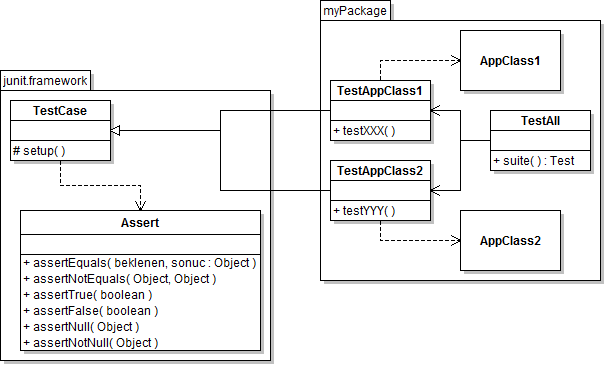 myPackage
AppClass1
junit.framework
TestCase
# setup( )
TestAppClass1
+ testXXX( )
TestAll
+ suite( ) : Test
TestAppClass2
+ testYYY( )
AppClass2
Assert
+ assertEquals( beklenen, sonuc : Object )
+ assertNotEquals( Object, Object )
+ assertTrue( boolean )
+ assertFalse( boolean )
+ assertNull( Object )
+ assertNotNull( Object )